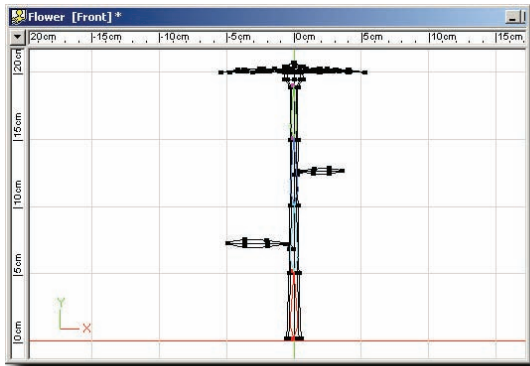 Flower [Front] *
|20cm |-15cm |-10cm |-5cm |0cm |5cm |10cm |15cm
|20cm
|15cm
|10cm
|5cm
|0cm
Y
X